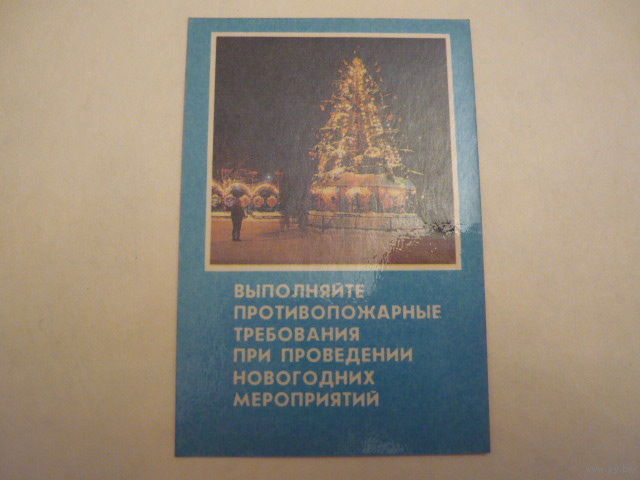 ВЫПОЛНЯЙТЕ
ПРОТИВОПОЖАРНЫЕ
ТРЕБОВАНИЯ
ПРИ ПРОВЕДЕНИИ
НОВОГОДНИХ
МЕРОПРИЯТИЙ